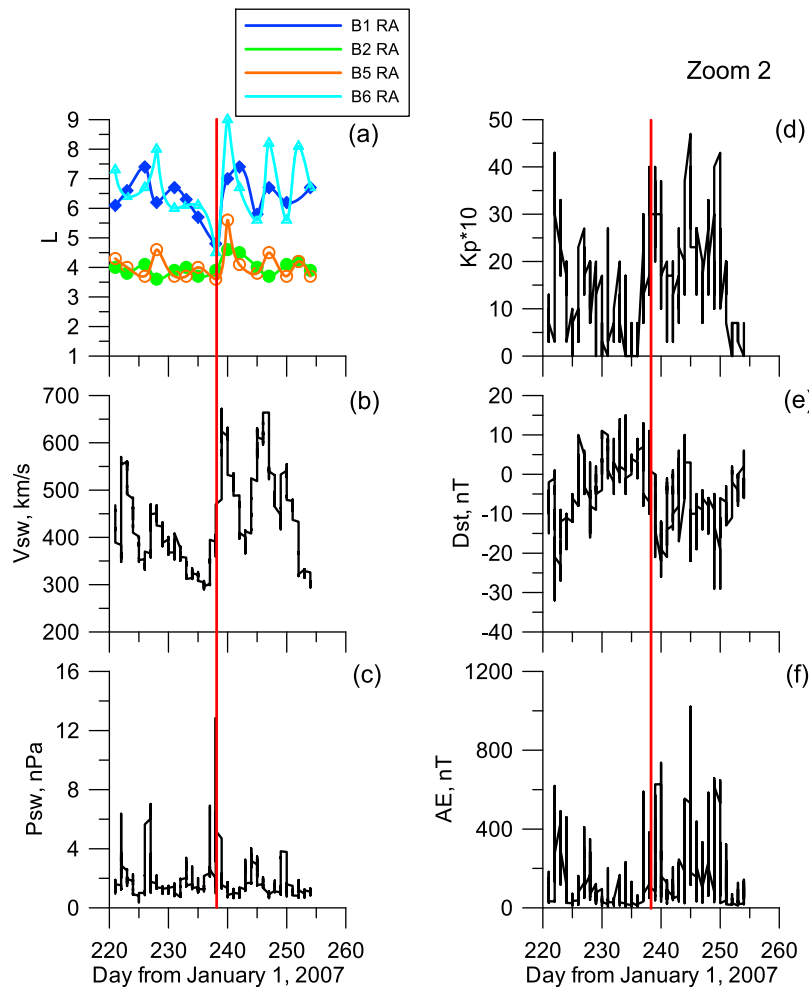 B1 RA
B2 RA
B5 RA
B6 RA
Zoom 2
(a)
9
8
7
6
5
4
3
2
1
L
(b)
700
600
500
400
300
200
Vsw, km/s
(c)
16
12
8
4
0
Psw, nPa
220 230 240 250 260
Day from January 1, 2007
(d)
50
40
30
20
10
0
Kp*10
(e)
20
10
0
-10
-20
-30
-40
Dst, nT
(f)
1200
800
400
0
AE, nT
220 230 240 250 260
Day from January 1, 2007